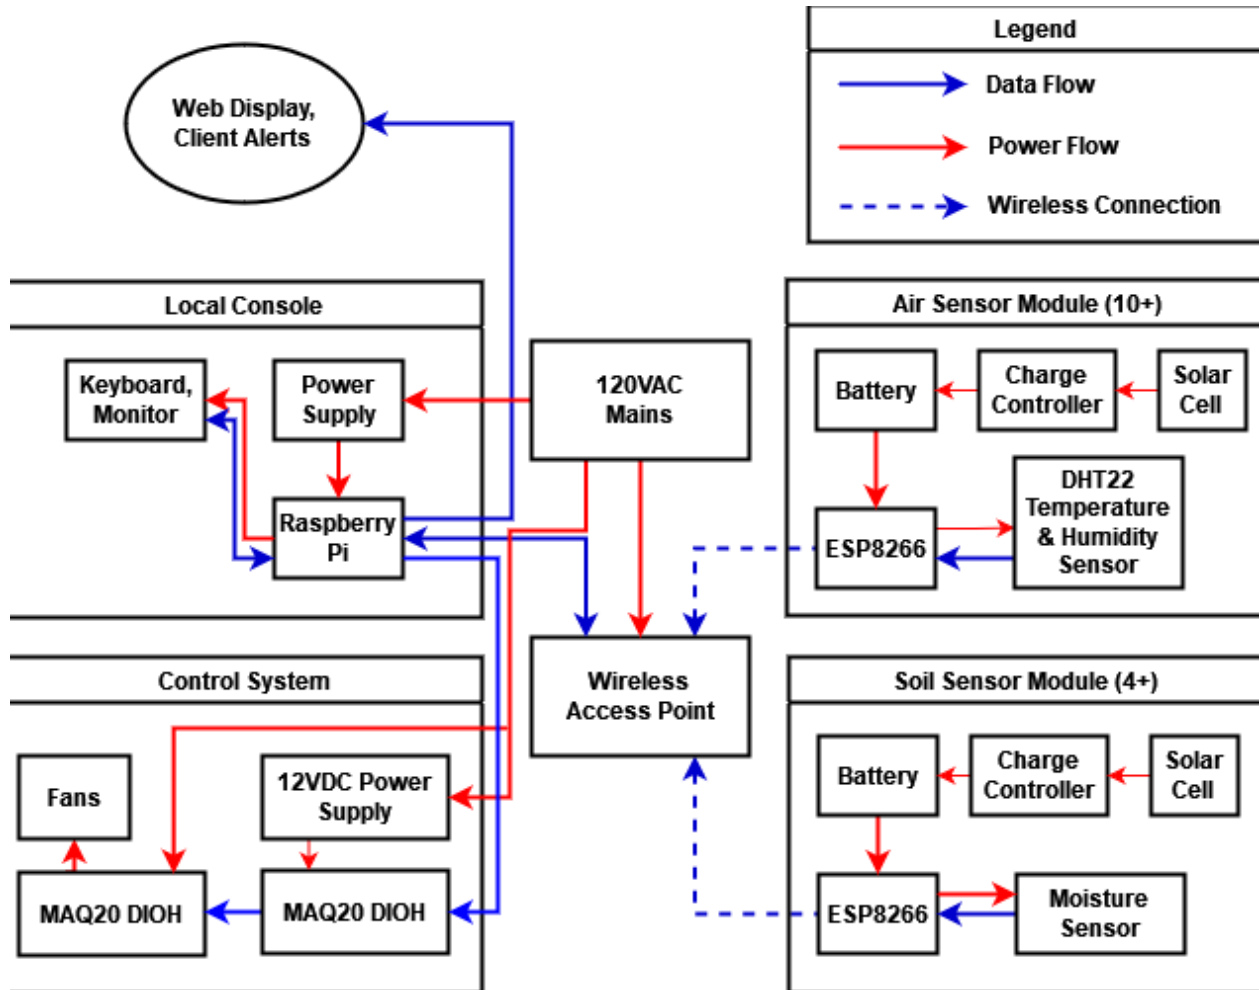 Legend
Data Flow
Power Flow
Wireless Connection
Web Display,
Client Alerts
Local Console
Keyboard,
Monitor
Power
Supply
Raspberry
Pi
120VAC
Mains
Air Sensor Module (10+)
Battery
Charge
Controller
Solar
Cell
ESP8266
DHT22
Temperature
& Humidity
Sensor
Control System
Fans
12VDC Power
Supply
MAQ20 DIOH
MAQ20 DIOH
Wireless
Access Point
Soil Sensor Module (4+)
Battery
Charge
Controller
Solar
Cell
ESP8266
Moisture
Sensor